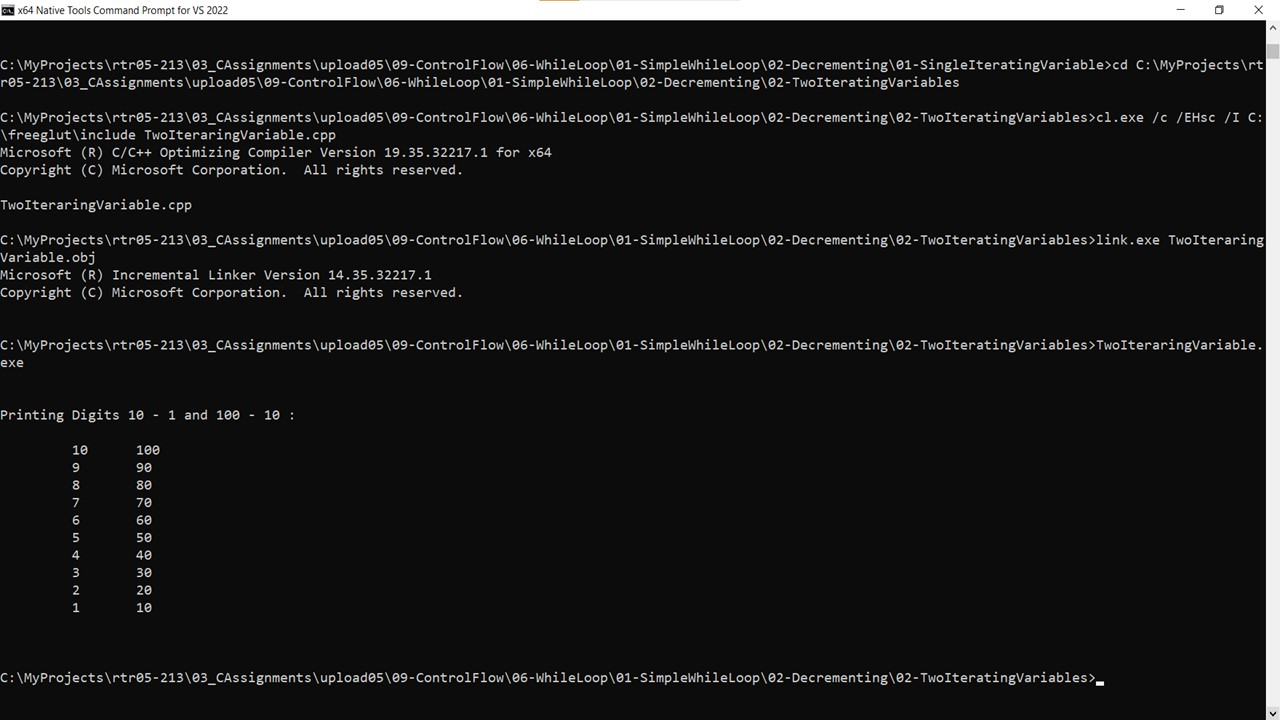 x64 Native Tools Command Prompt for VS 2022
C:\MyProjects\rtr05-213\03_CAssignments\upload05\09-ControlFlow\06-WhileLoop\01-SimpleWhileLoop\02-Decrementing\01-SingleIteratingVariable>cd C:\MyProjects\rt
r05-213\03_CAssignments\upload05\09-ControlFlow\06-WhileLoop\01-SimpleWhileLoop\02-Decrementing\02-TwoIteratingVariables
C:\MyProjects\rtr05-213\03_CAssignments\upload05\09-ControlFlow\06-WhileLoop\01-SimpleWhileLoop\02-Decrementing\02-TwoIteratingVariables>cl.exe /c /EHsc /I C:
\freeglut\include TwoIteraringVariable.cpp
Microsoft (R) C/C++ Optimizing Compiler Version 19.35.32217.1 for x64
Copyright (C) Microsoft Corporation.  All rights reserved.
TwoIteraringVariable.cpp
C:\MyProjects\rtr05-213\03_CAssignments\upload05\09-ControlFlow\06-WhileLoop\01-SimpleWhileLoop\02-Decrementing\02-TwoIteratingVariables>link.exe TwoIteraring
Variable.obj
Microsoft (R) Incremental Linker Version 14.35.32217.1
Copyright (C) Microsoft Corporation.  All rights reserved.
C:\MyProjects\rtr05-213\03_CAssignments\upload05\09-ControlFlow\06-WhileLoop\01-SimpleWhileLoop\02-Decrementing\02-TwoIteratingVariables>TwoIteraringVariable.
exe
Printing Digits 10 - 1 and 100 - 10 :
10 100
9 90
8 80
7 70
6 60
5 50
4 40
3 30
2 20
1 10
C:\MyProjects\rtr05-213\03_CAssignments\upload05\09-ControlFlow\06-WhileLoop\01-SimpleWhileLoop\02-Decrementing\02-TwoIteratingVariables>